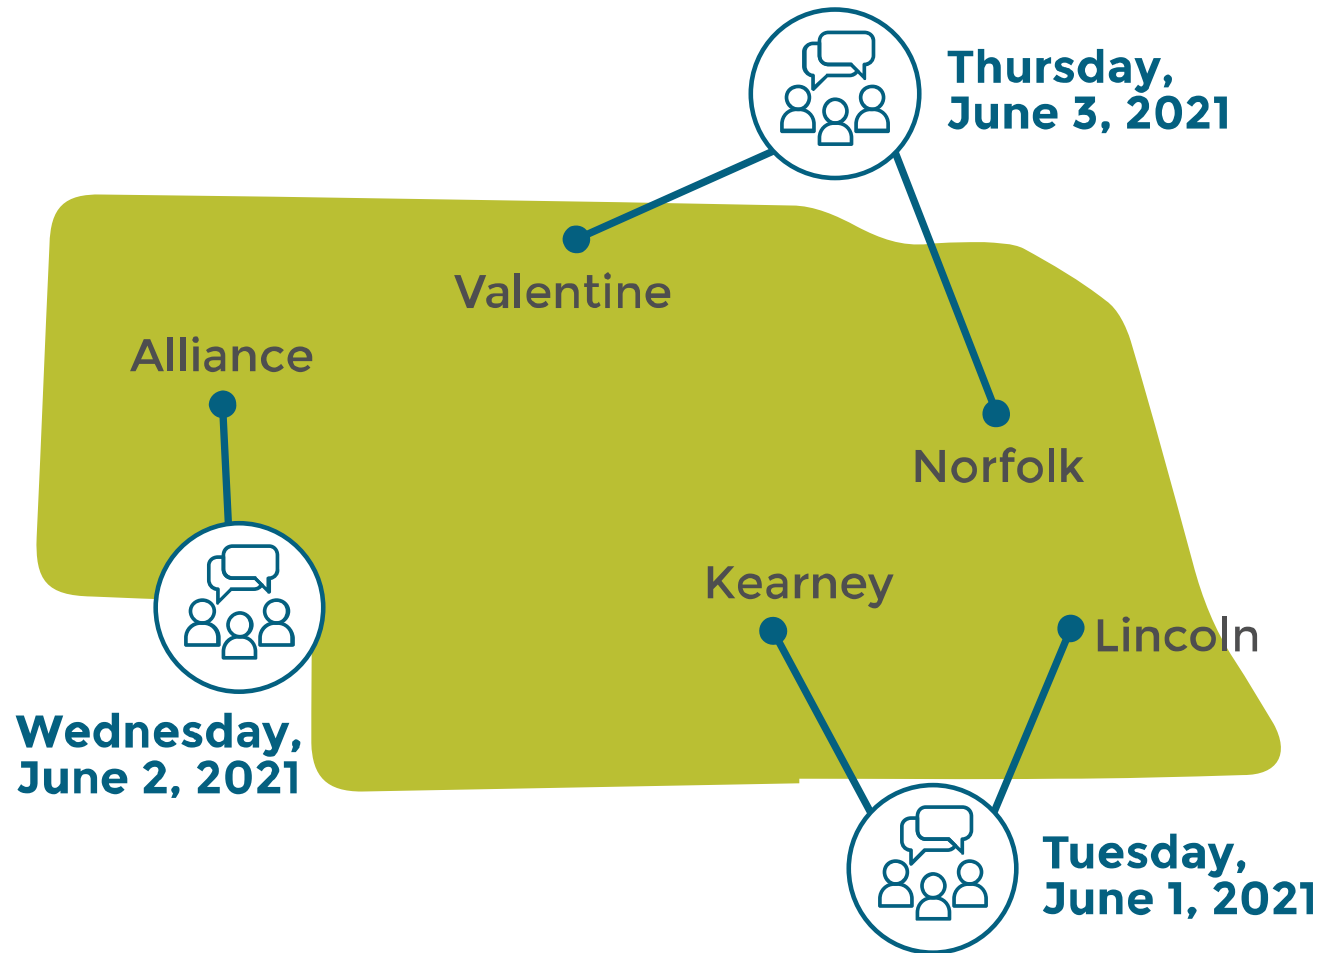 Thursday,
June 3, 2021
Valentine
Alliance
Norfolk
Kearney
Lincoln
Wednesday,
June 2, 2021
Tuesday,
June 1, 2021